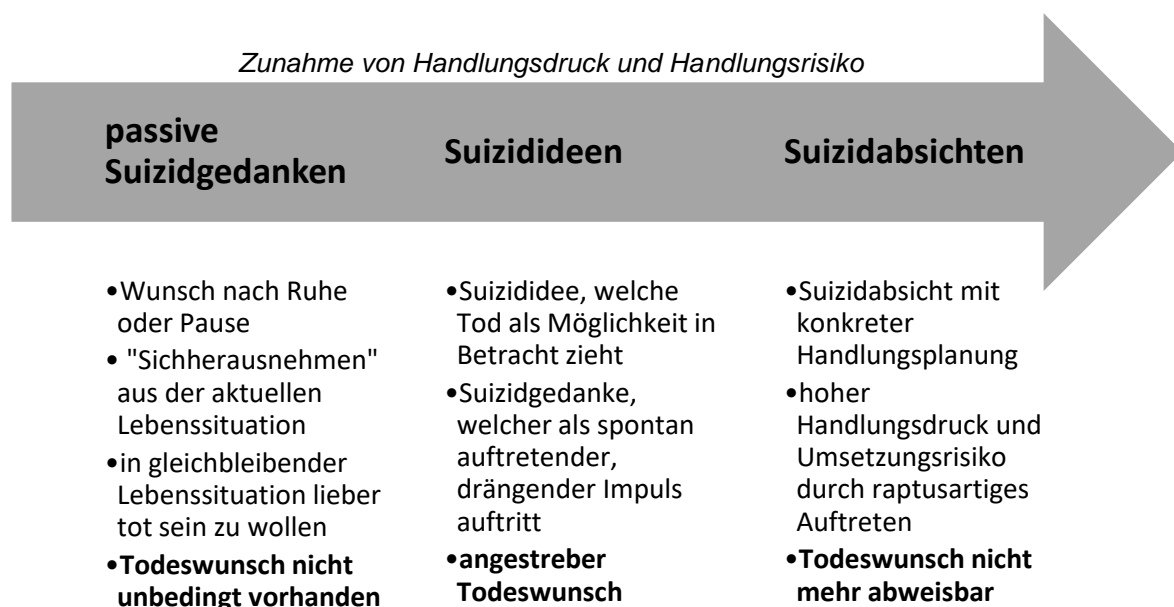 Zunahme von Handlungsdruck und Handlungsrisiko
passive
Suizidgedanken
Suizidideen
Suizidabsichten
•Wunsch nach Ruhe
oder Pause
• "Sichherausnehmen"
aus der aktuellen
Lebenssituation
•in gleichbleibender
Lebenssituation lieber
tot sein zu wollen
•Todeswunsch nicht
unbedingt vorhanden
•Suizididee, welche
Tod als Möglichkeit in
Betracht zieht
•Suizidgedanke,
welcher als spontan
auftretender,
drängender Impuls
auftritt
•angestreber
Todeswunsch
•Suizidabsicht mit
konkreter
Handlungsplanung
•hoher
Handlungsdruck und
Umsetzungsrisiko
durch raptusartiges
Auftreten
•Todeswunsch nicht
mehr abweisbar